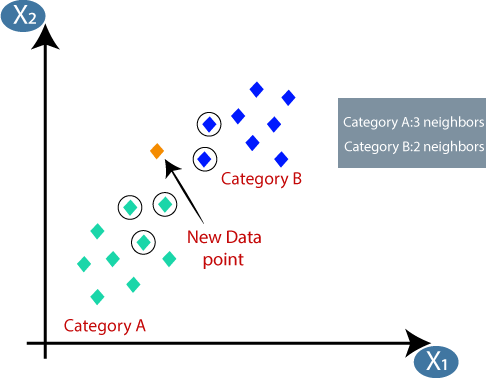 X2
Category A:3 neighbors
Category B:2 neighbors
Category B
New Data
point
Category A
X1